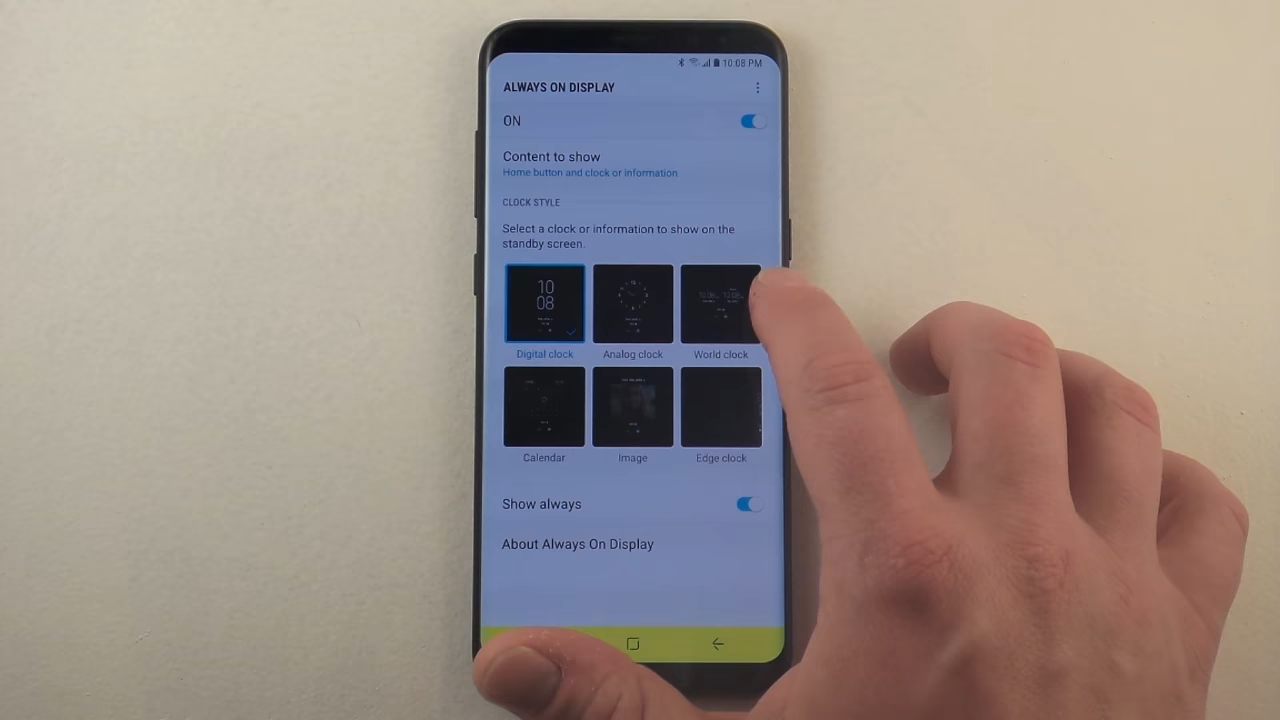 10:08 PM
ALWAYS ON DISPLAY
ON
Content to show
Home button and clock or information
CLOCK STYLE
Select a clock or information to show on the
standby screen.
10
08
Digital clock
Analog clock
World clock
Calendar
Image
Edge clock
Show always
About Always On Display